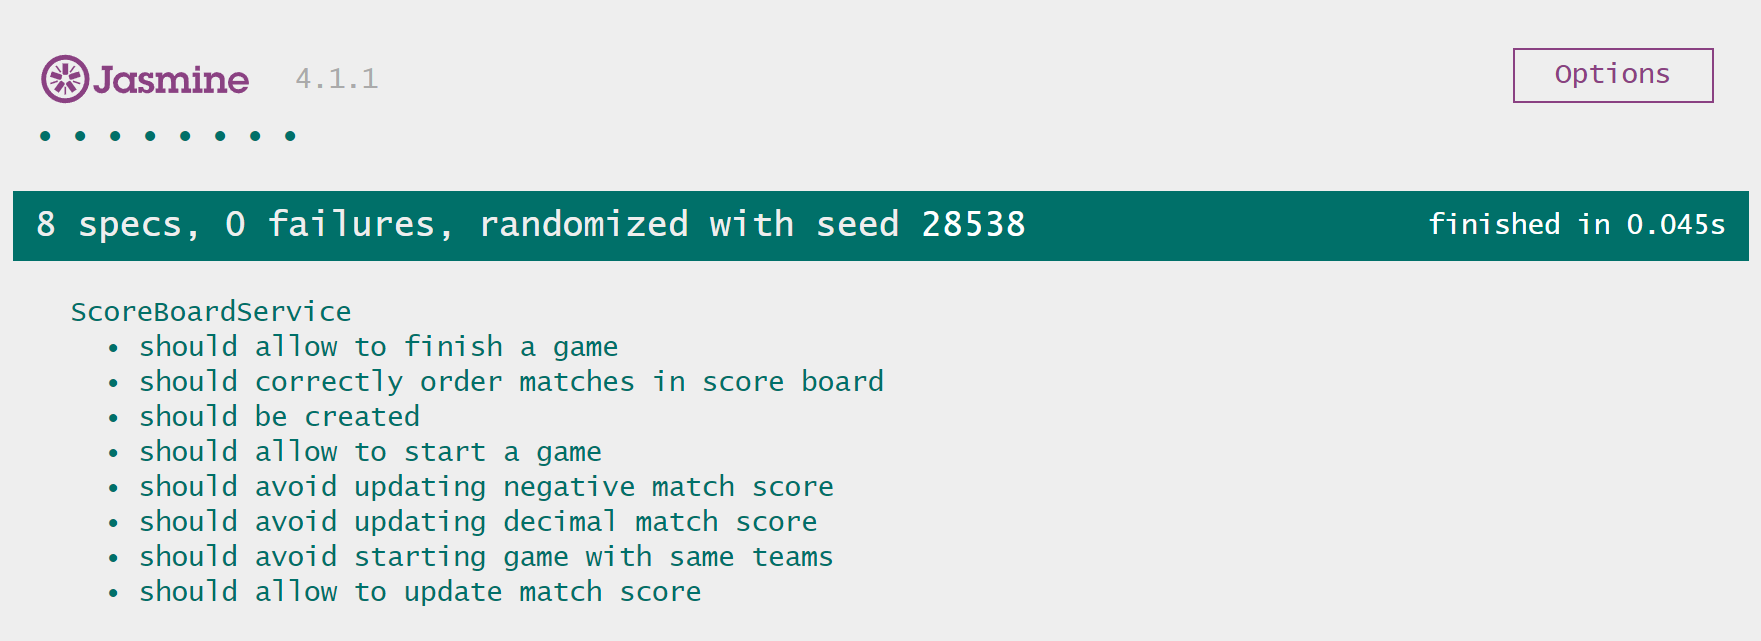 Jasmine 4.1.1 Options
• • • • • • • •
8 specs, 0 failures, randomized with seed 28538 finished in 0.045s
ScoreBoardService
• should allow to finish a game
• should correctly order matches in score board
• should be created
• should allow to start a game
• should avoid updating negative match score
• should avoid updating decimal match score
• should avoid starting game with same teams
• should allow to update match score